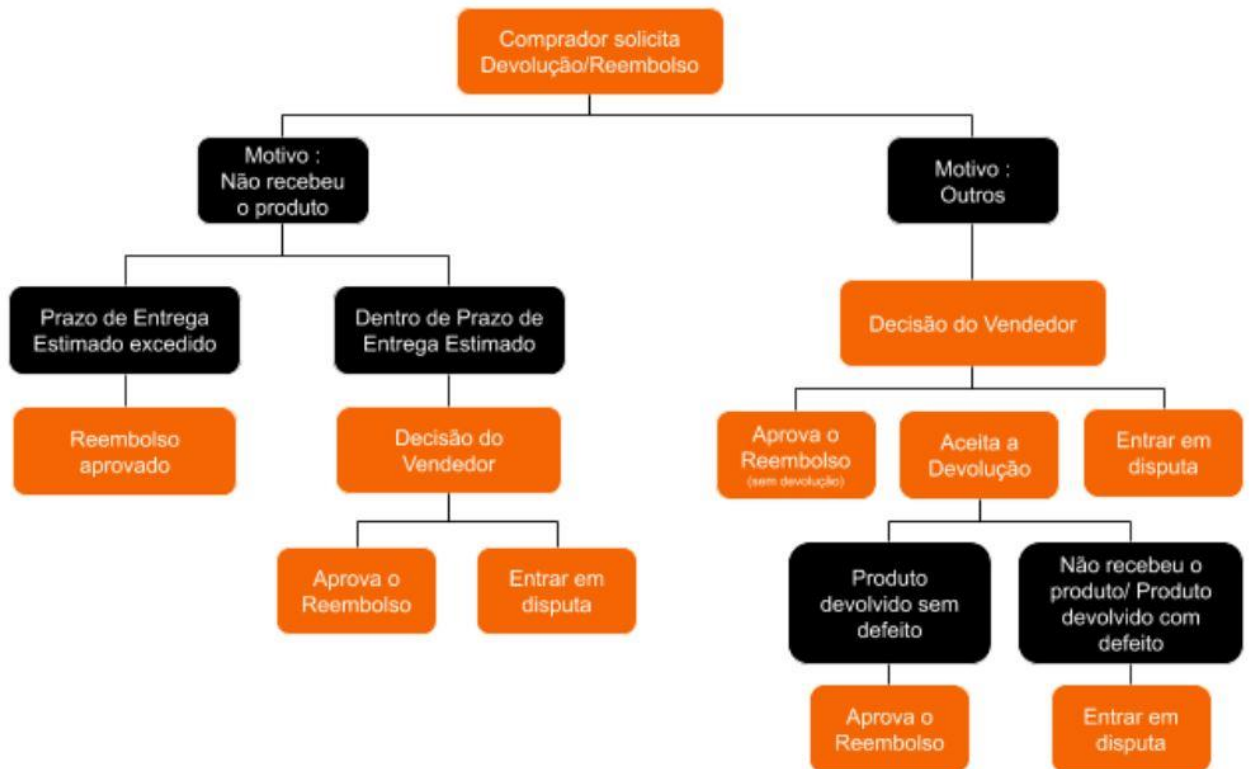 Comprador solicita
Devolução/Reembolso
Motivo :
Não recebeu
o produto
Motivo :
Outros
Prazo de Entrega
Estimado excedido
Dentro de Prazo de
Entrega Estimado
Decisão do Vendedor
Reembolso
aprovado
Decisão do
Vendedor
Aprova o
Reembolso
(sem devolução)
Aceita a
Devolução
Entrar em
disputa
Aprova o
Reembolso
Entrar em
disputa
Produto
devolvido sem
defeito
Não recebeu o
produto/ Produto
devolvido com
defeito
Aprova o
Reembolso
Entrar em
disputa